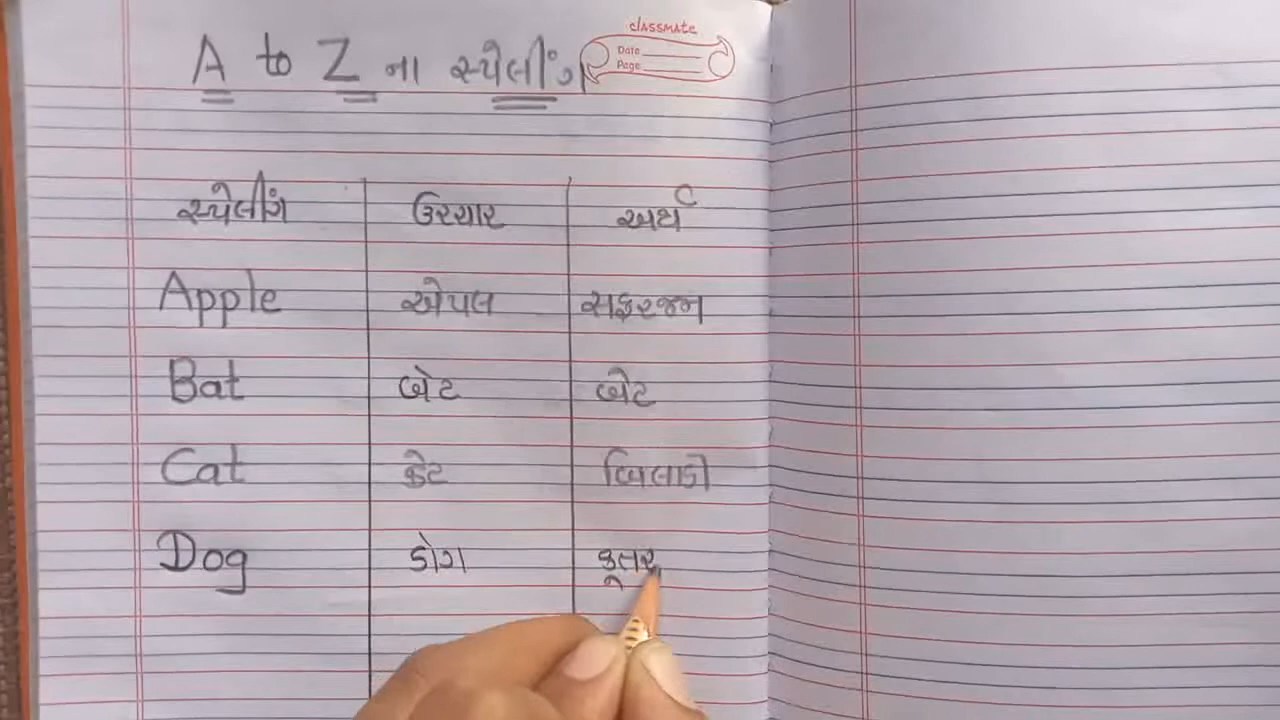 classmate
Date
Page
A to Z ના સ્પેલીંગ
સ્પેલીંગ ઉચ્ચાર અર્થ
Apple એપલ સફરજન
Bat બેટ બેટ
Cat કેટ બિલાડી
Dog ડોગ કૂતર